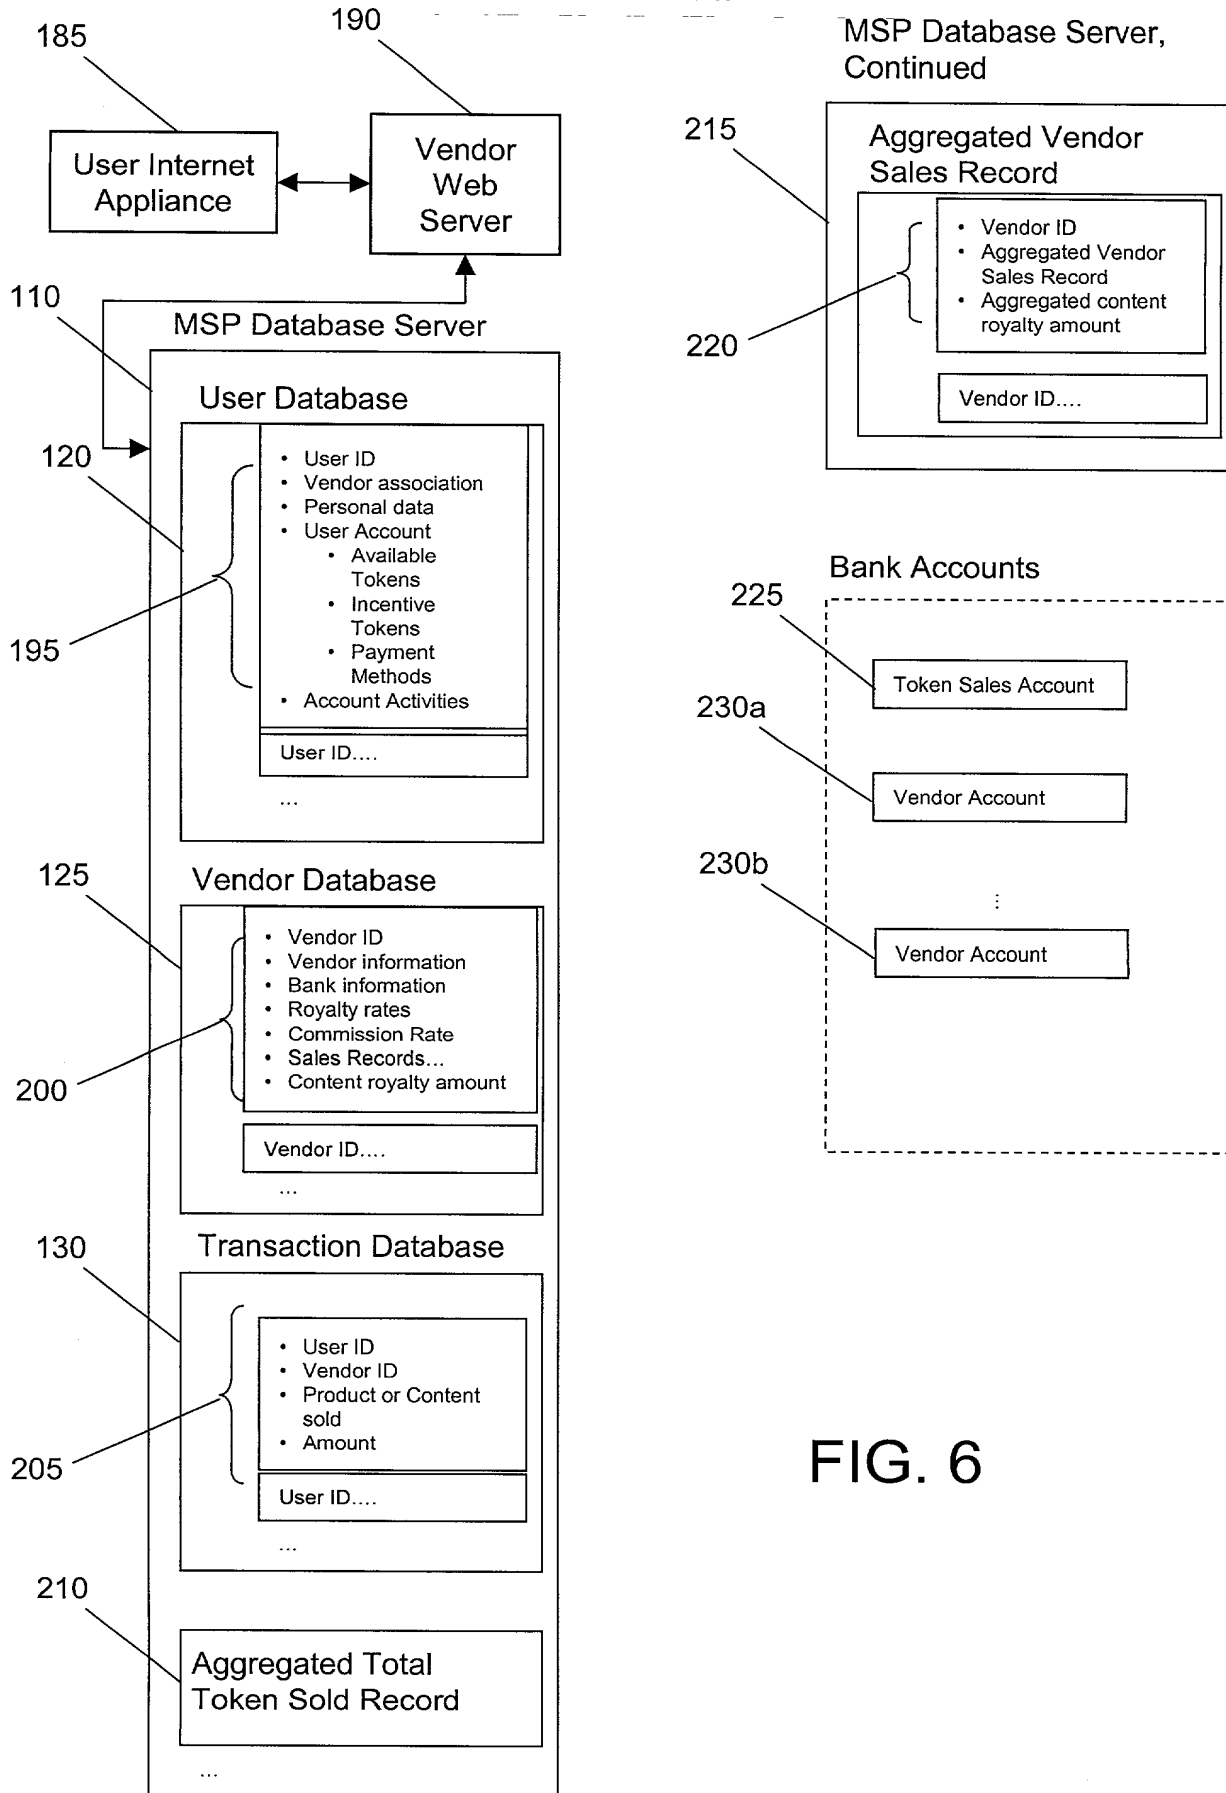 185
190
User Internet
Appliance
Vendor
Web
Server
110
MSP Database Server
User Database
120
• User ID
• Vendor association
• Personal data
• User Account
• Available
Tokens
• Incentive
Tokens
• Payment
Methods
• Account Activities
195
User ID....
...
125
Vendor Database
• Vendor ID
• Vendor information
• Bank information
• Royalty rates
• Commission Rate
• Sales Records...
• Content royalty amount
200
Vendor ID....
...
130
Transaction Database
• User ID
• Vendor ID
• Product or Content
sold
• Amount
205
User ID....
...
210
Aggregated Total
Token Sold Record
...
MSP Database Server,
Continued
215
Aggregated Vendor
Sales Record
• Vendor ID
• Aggregated Vendor
Sales Record
• Aggregated content
royalty amount
220
Vendor ID....
Bank Accounts
225
Token Sales Account
230a
Vendor Account
230b
...
Vendor Account
FIG. 6